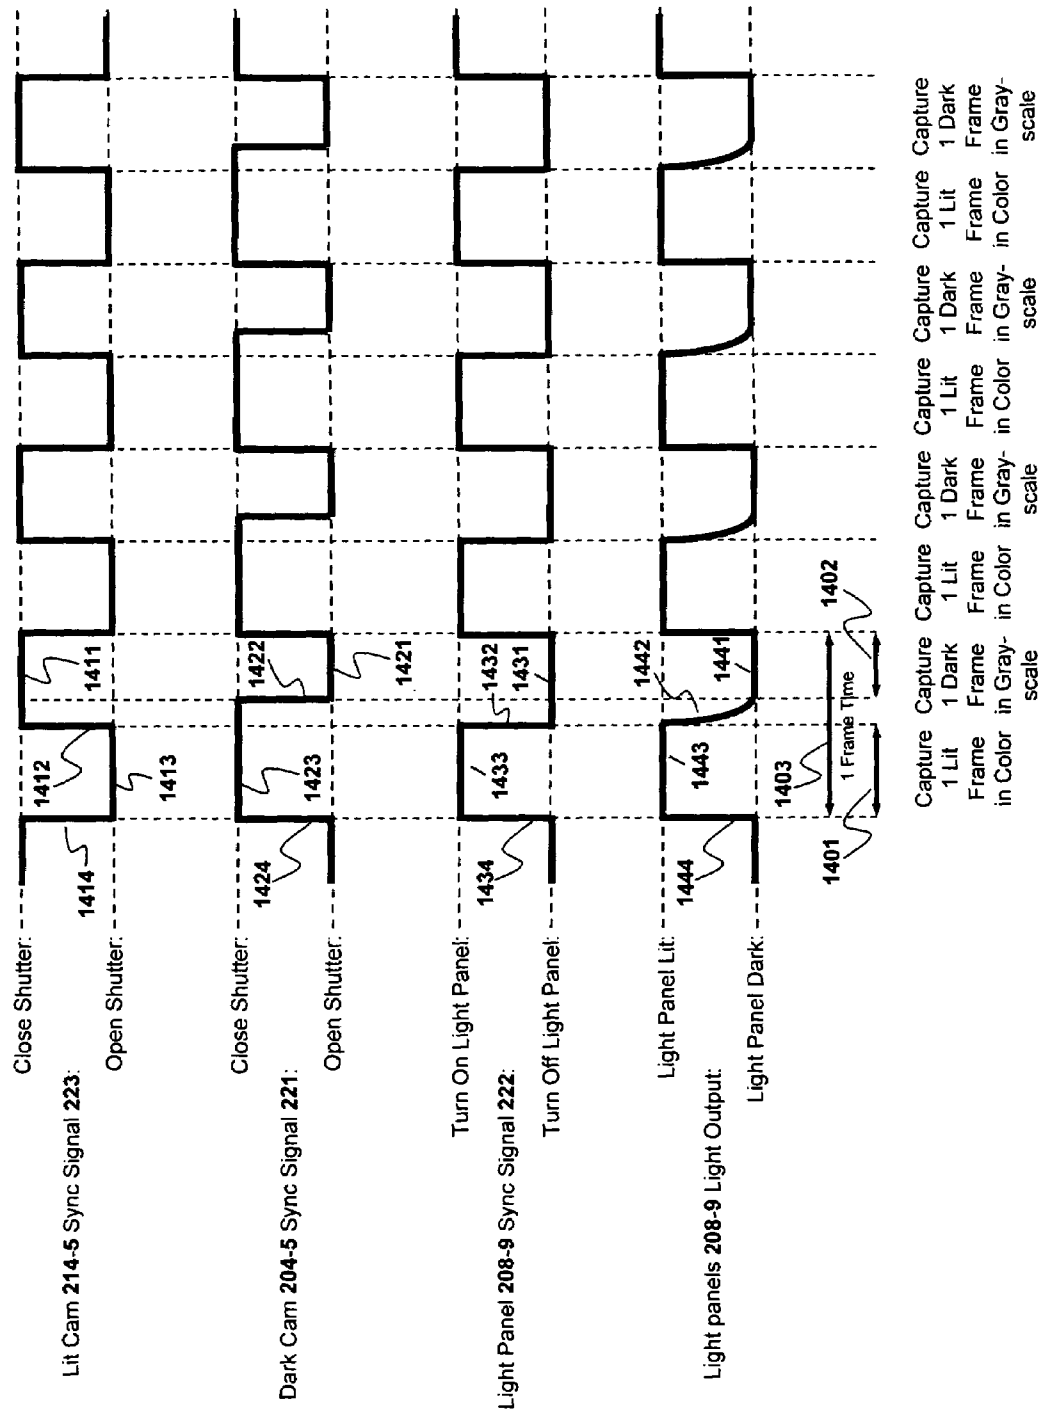 Close Shutter:
Lit Cam 214-5 Sync Signal 223:
Open Shutter:
1414
1412
1413
1411
Close Shutter:
Dark Cam 204-5 Sync Signal 221:
Open Shutter:
1424
1423
1422
1421
Turn On Light Panel:
Light Panel 208-9 Sync Signal 222:
Turn Off Light Panel:
1434
1433
1432
1431
Light Panel Lit:
Light panels 208-9 Light Output:
Light Panel Dark:
1444
1443
1442
1441
1401
1403
1 Frame Time
1402
Capture
1 Lit
Frame
in Color
Capture
1 Dark
Frame
in Gray-
scale
Capture
1 Lit
Frame
in Color
Capture
1 Dark
Frame
in Gray-
scale
Capture
1 Lit
Frame
in Color
Capture
1 Dark
Frame
in Gray-
scale
Capture
1 Lit
Frame
in Color
Capture
1 Dark
Frame
in Gray-
scale